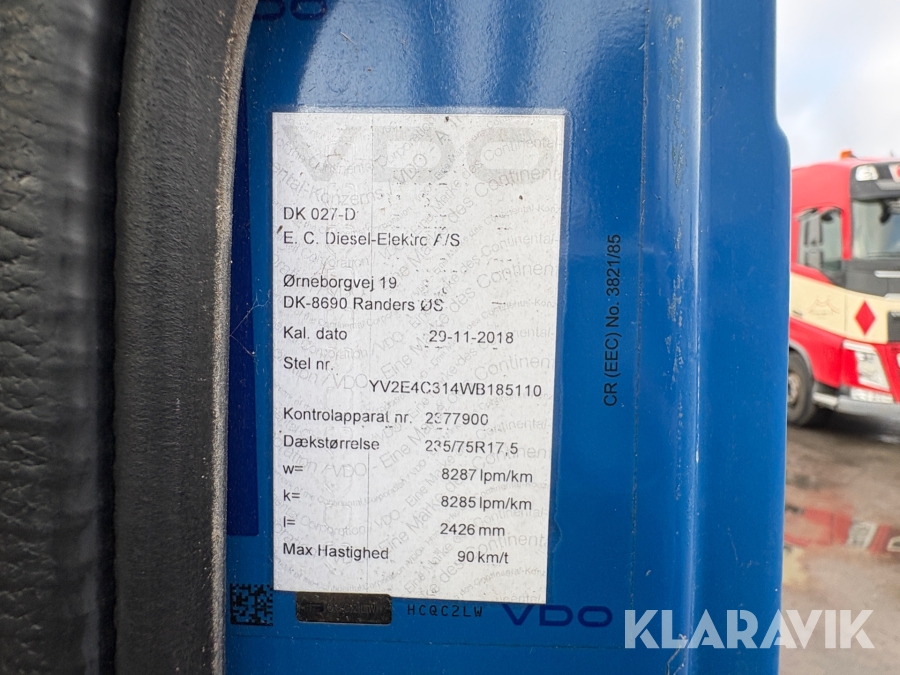 VDO
DK 027-D
E. C. Diesel-Elektro A/S
Ørneborgvej 19
DK-8690 Randers ØS
Kal. dato 29-11-2018
Stel nr.
YV2E4C314WB185110
Kontrolapparat nr. 2377900
Dækstørrelse 235/75R17,5
w= 8287 Ipm/km
k= 8285 Ipm/km
l= 2426 mm
Max Hastighed 90 km/t
CR (EEC) No. 3821/85
HCQC2LW VDO
KLARAVIK